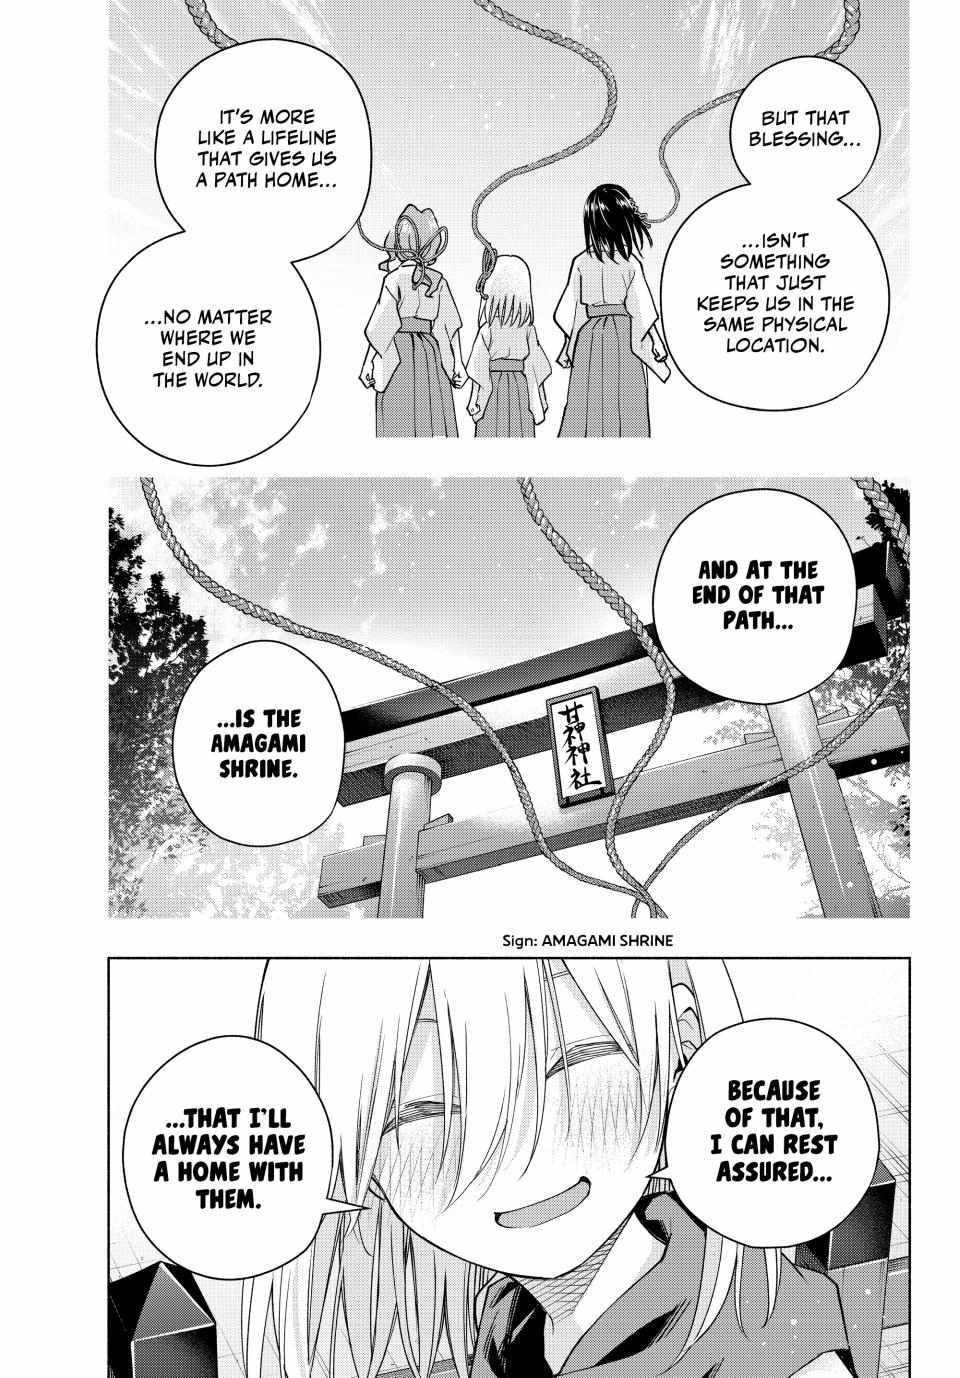 BUT THAT
BLESSING...
...ISN'T
SOMETHING
THAT JUST
KEEPS US IN THE
SAME PHYSICAL
LOCATION.
IT'S MORE
LIKE A LIFELINE
THAT GIVES US
A PATH HOME...
...NO MATTER
WHERE WE
END UP IN
THE WORLD.
AND AT THE
END OF THAT
PATH...
...IS THE
AMAGAMI
SHRINE.
甘神神社
Sign: AMAGAMI SHRINE
BECAUSE
OF THAT,
I CAN REST
ASSURED...
...THAT I'LL
ALWAYS HAVE
A HOME WITH
THEM.